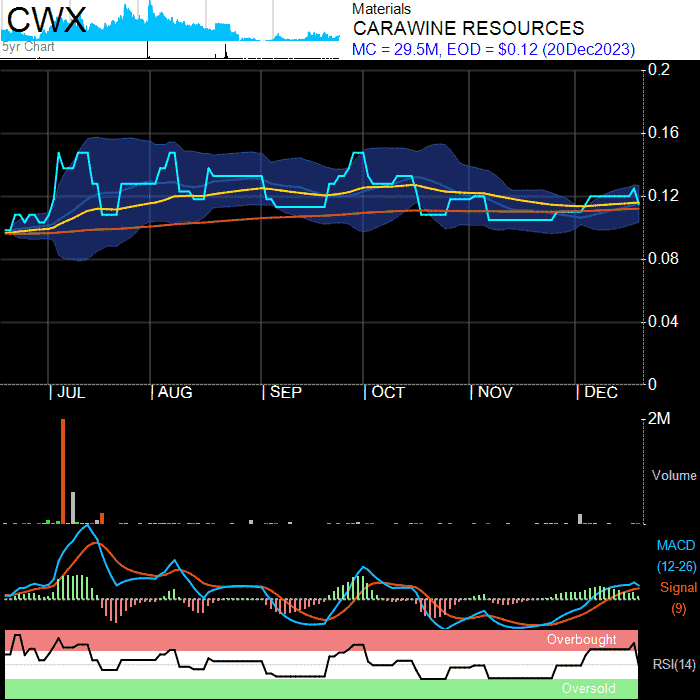 CWX
5yr Chart
Materials
CARAWINE RESOURCES
MC = 29.5M, EOD = $0.12 (20Dec2023)
0.2
0.16
0.12
0.08
0.04
0
| JUL | AUG | SEP | OCT | NOV | DEC
2M
Volume
MACD
(12-26)
Signal
(9)
Overbought
RSI(14)
Oversold